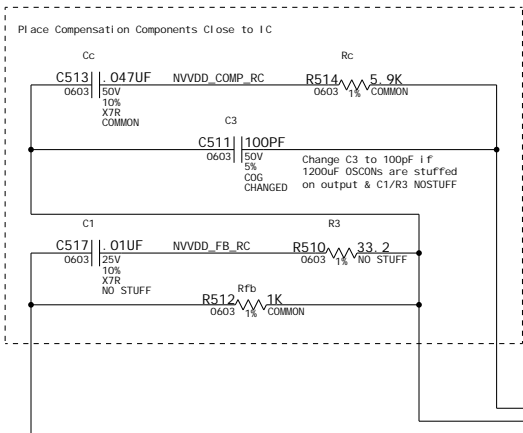 Place Compensation Components Close to IC
Cc
Rc
C513 .047UF NVVDD_COMP_RC R514 5.9K
0603 50V 0603 1% COMMON
10%
X7R
COMMON
C3
C511 100PF
0603 50V
5%
COG
CHANGED
Change C3 to 100pF if
1200uF OSCONs are stuffed
on output & C1/R3 NOSTUFF
C1
R3
C517 .01UF NVVDD_FB_RC R510 33.2
0603 25V 0603 1% NO STUFF
10%
X7R
NO STUFF
Rfb
R512 1K
0603 1% COMMON